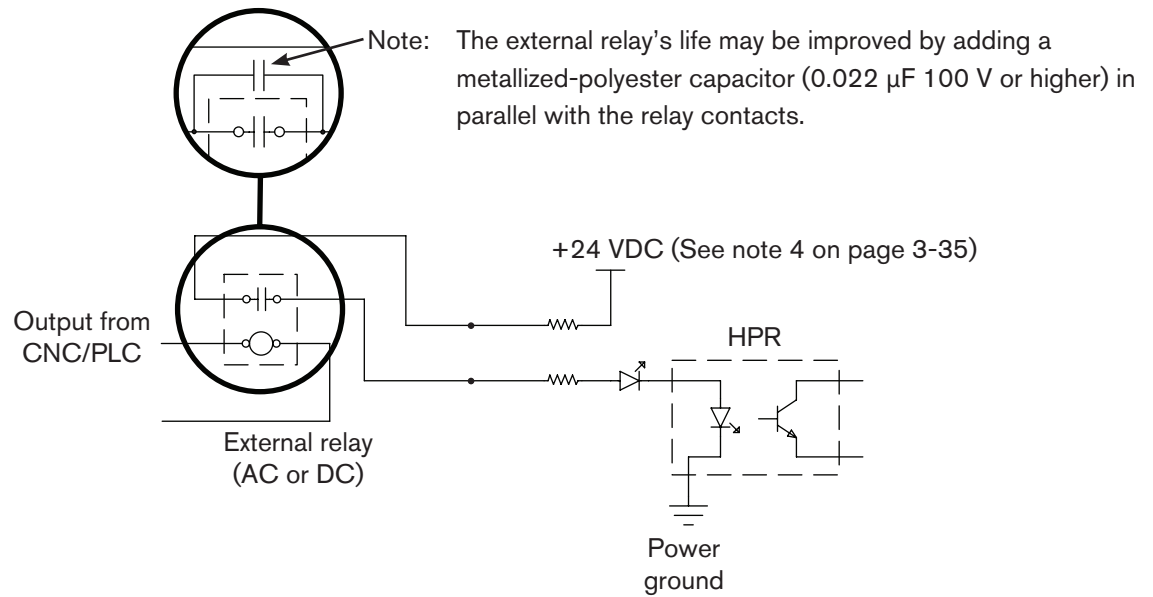 Note: The external relay's life may be improved by adding a
metallized-polyester capacitor (0.022 µF 100 V or higher) in
parallel with the relay contacts.
+24 VDC (See note 4 on page 3-35)
Output from
CNC/PLC
HPR
External relay
(AC or DC)
Power
ground